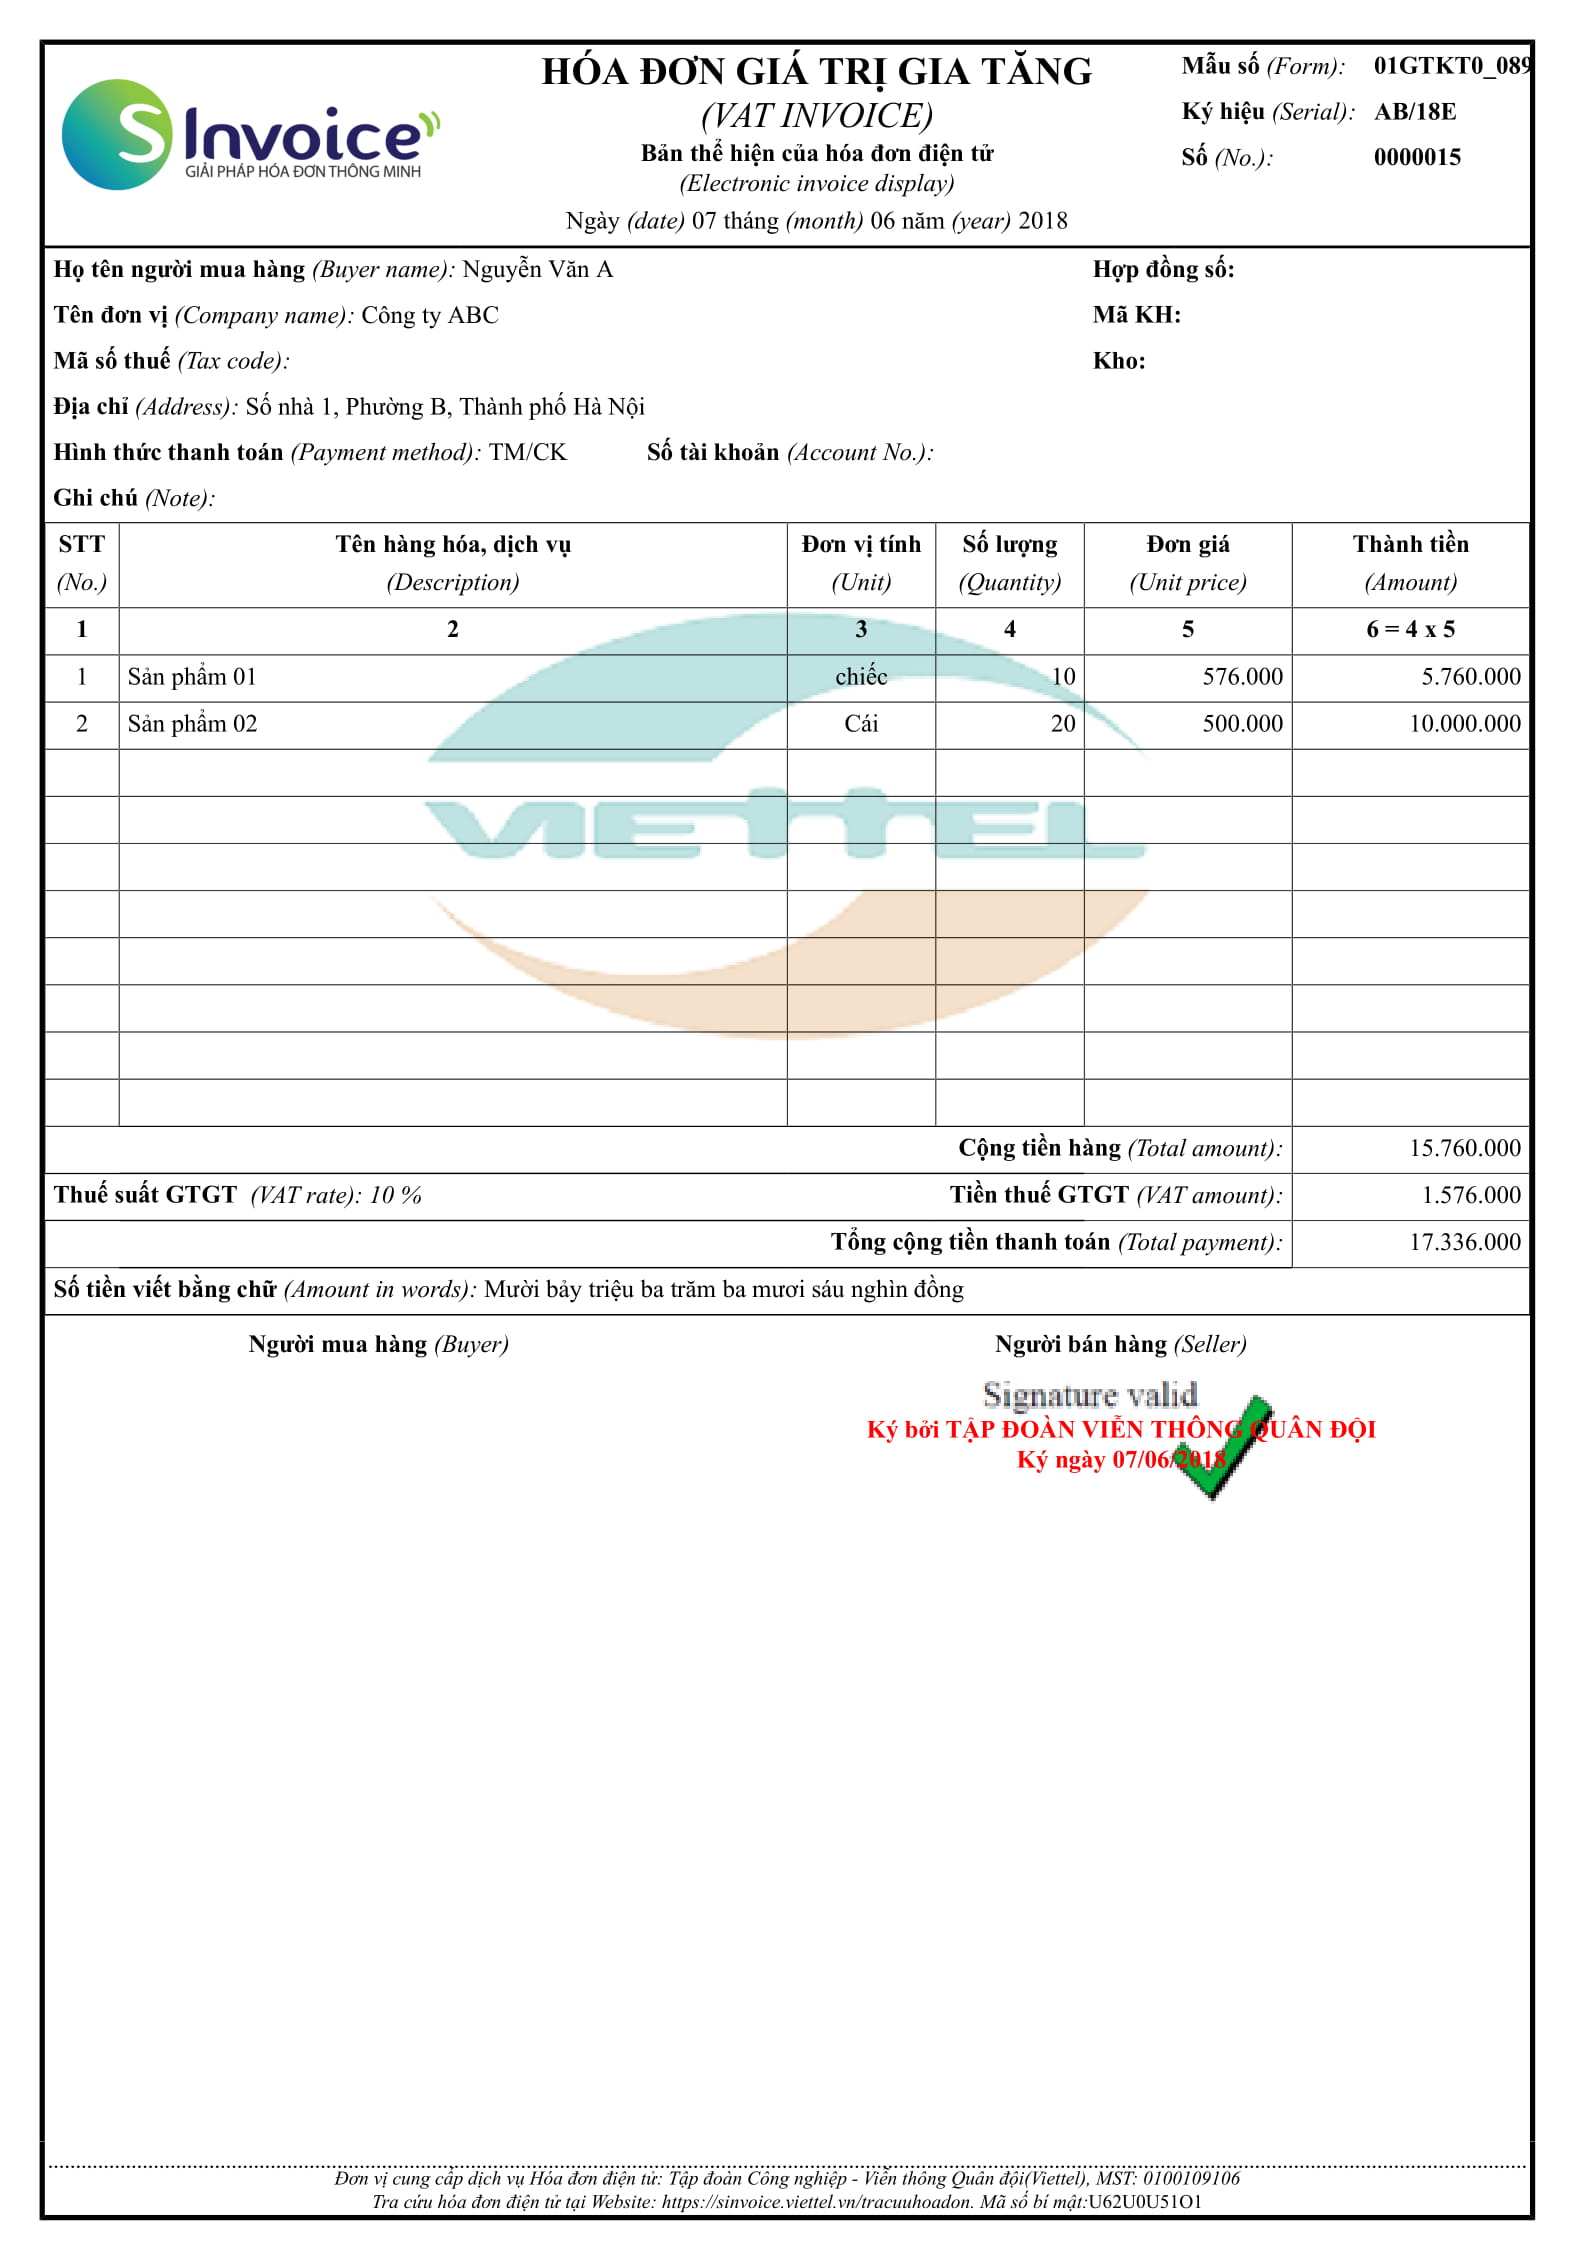 S Invoice
GIẢI PHÁP HÓA ĐƠN THÔNG MINH
HÓA ĐƠN GIÁ TRỊ GIA TĂNG
(VAT INVOICE)
Bản thể hiện của hóa đơn điện tử
(Electronic invoice display)
Ngày (date) 07 tháng (month) 06 năm (year) 2018
Mẫu số (Form): 01GTKT0_089
Ký hiệu (Serial): AB/18E
Số (No.): 0000015
Họ tên người mua hàng (Buyer name): Nguyễn Văn A
Hợp đồng số:
Tên đơn vị (Company name): Công ty ABC
Mã KH:
Mã số thuế (Tax code):
Kho:
Địa chỉ (Address): Số nhà 1, Phường B, Thành phố Hà Nội
Hình thức thanh toán (Payment method): TM/CK Số tài khoản (Account No.):
Ghi chú (Note):
STT Tên hàng hóa, dịch vụ Đơn vị tính Số lượng Đơn giá Thành tiền
(No.) (Description) (Unit) (Quantity) (Unit price) (Amount)
1 2 3 4 5 6 = 4 x 5
1 Sản phẩm 01 chiếc 10 576.000 5.760.000
2 Sản phẩm 02 Cái 20 500.000 10.000.000
VIETTEL
Cộng tiền hàng (Total amount): 15.760.000
Thuế suất GTGT (VAT rate): 10 % Tiền thuế GTGT (VAT amount): 1.576.000
Tổng cộng tiền thanh toán (Total payment): 17.336.000
Số tiền viết bằng chữ (Amount in words): Mười bảy triệu ba trăm ba mươi sáu nghìn đồng
Người mua hàng (Buyer) Người bán hàng (Seller)
Signature valid
Ký bởi TẬP ĐOÀN VIỄN THÔNG QUÂN ĐỘI
Ký ngày 07/06/2018
Đơn vị cung cấp dịch vụ Hóa đơn điện tử: Tập đoàn Công nghiệp - Viễn thông Quân đội(Viettel), MST: 0100109106
Tra cứu hóa đơn điện tử tại Website: https://sinvoice.viettel.vn/tracuuhoadon. Mã số bí mật:U62U0U51O1